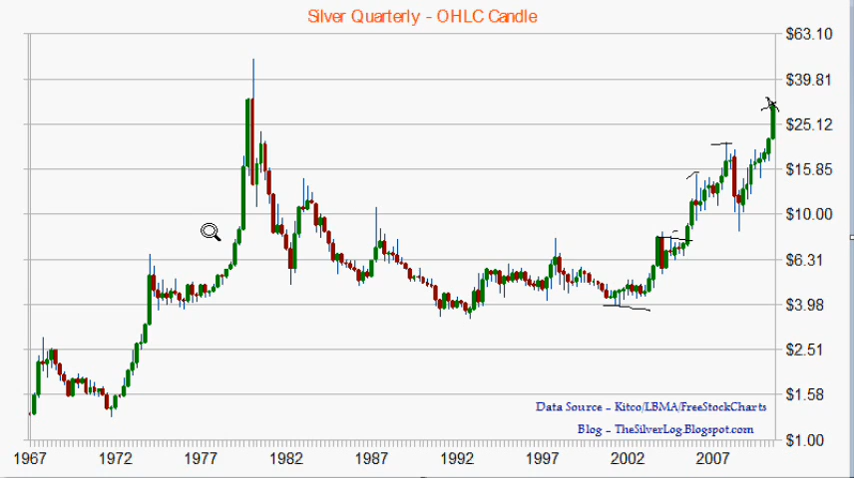 Silver Quarterly - OHLC Candle
$63.10
$39.81
$25.12
$15.85
$10.00
$6.31
$3.98
$2.51
$1.58
$1.00
Data Source - Kitco/LBMA/FreeStockCharts
Blog - TheSilverLog.Blogspot.com
1967 1972 1977 1982 1987 1992 1997 2002 2007